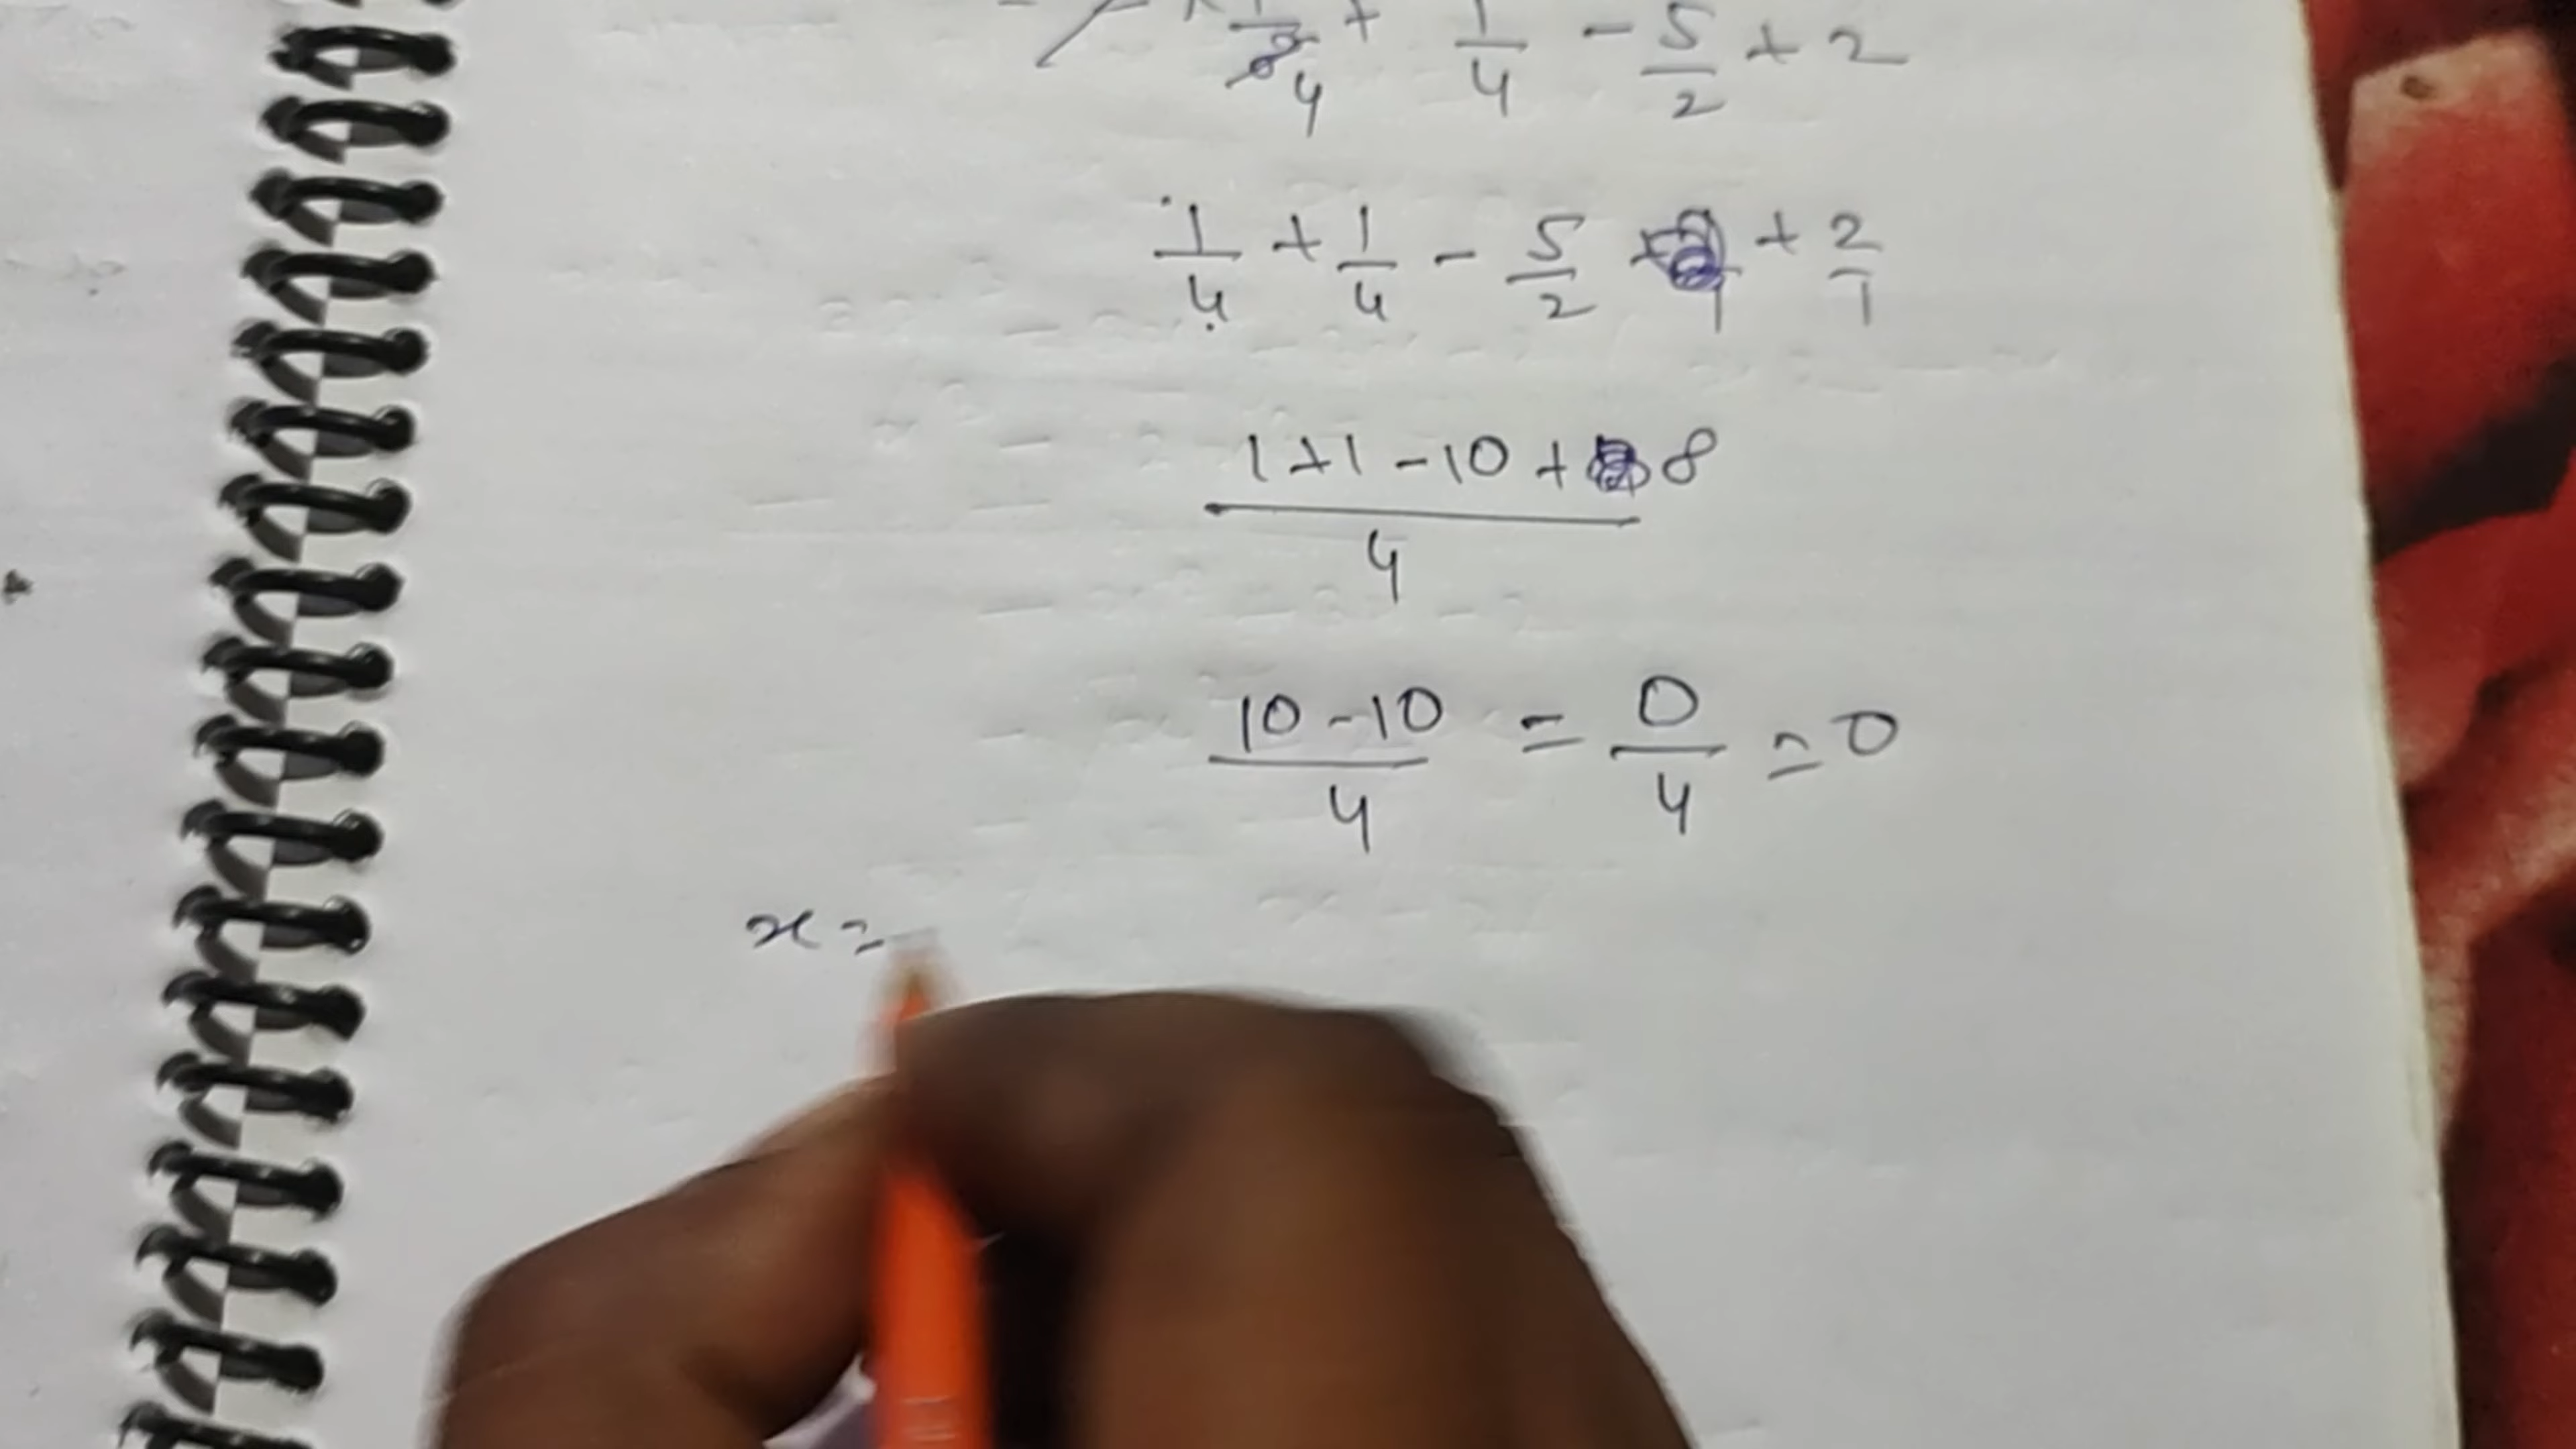 1/4 + 1/4 - 5/2 + 2
1/4 + 1/4 - 5/2 + 2/1
1+1-10+8/4
10-10/4 = 0/4 = 0
x =